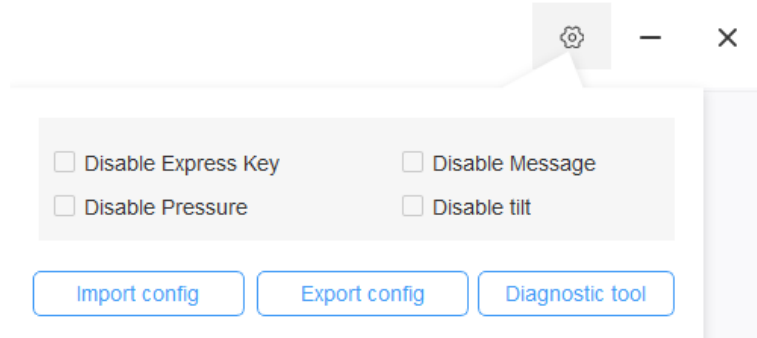 Disable Express Key Disable Message
Disable Pressure Disable tilt
Import config Export config Diagnostic tool